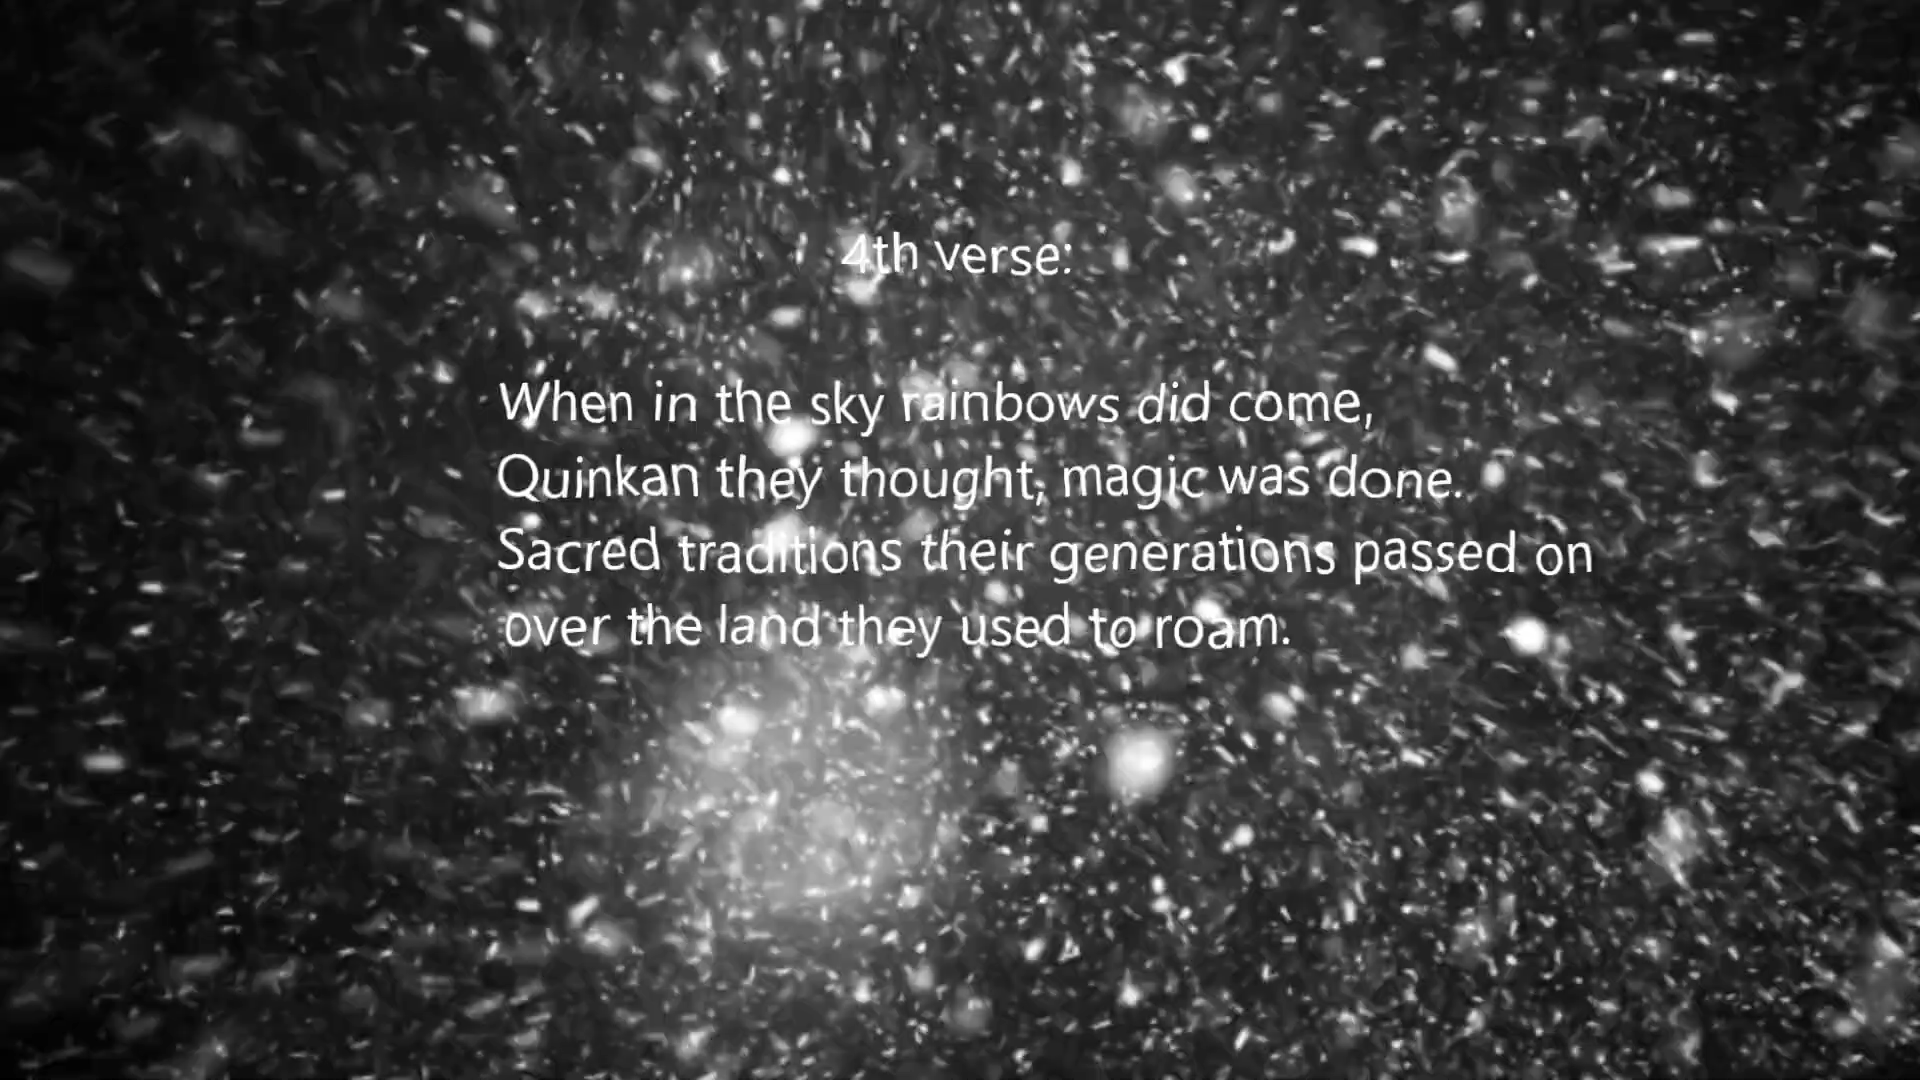 4th verse:
When in the sky rainbows did come,
Quinkan they thought, magic was done.
Sacred traditions their generations passed on
over the land they used to roam.